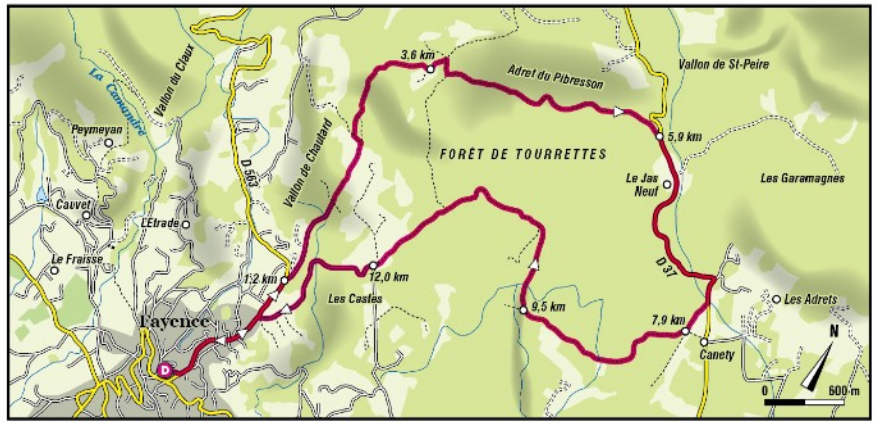 3,6 km
Vallon du Claux
La Camandre
Adret du Pibresson
Vallon de St-Peire
Peymeyan
5,9 km
D 563
Vallon de Chautard
FORÊT DE TOURRETTES
Le Jas
Neuf
Les Garamagnes
Cauvet
L'Etrade
Le Fraisse
1,2 km
12,0 km
D 37
Les Castes
9,5 km
Les Adrets
Fayence
7,9 km
Canety
N
D
0 600 m